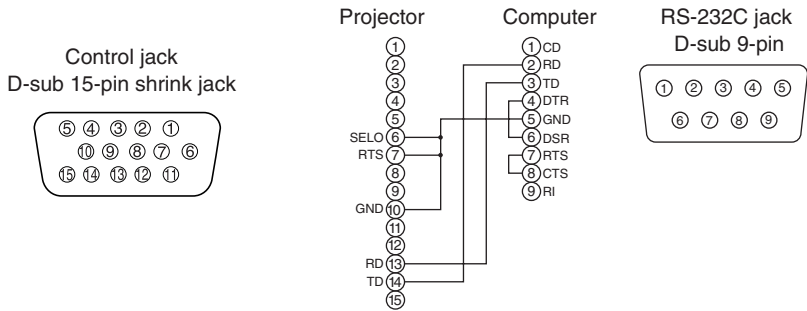 Control jack
D-sub 15-pin shrink jack
5 4 3 2 1
10 9 8 7 6
15 14 13 12 11
Projector
1
2
3
4
5
SELO 6
RTS 7
8
9
GND 10
11
12
RD 13
TD 14
15
Computer
1 CD
2 RD
3 TD
4 DTR
5 GND
6 DSR
7 RTS
8 CTS
9 RI
RS-232C jack
D-sub 9-pin
1 2 3 4 5
6 7 8 9